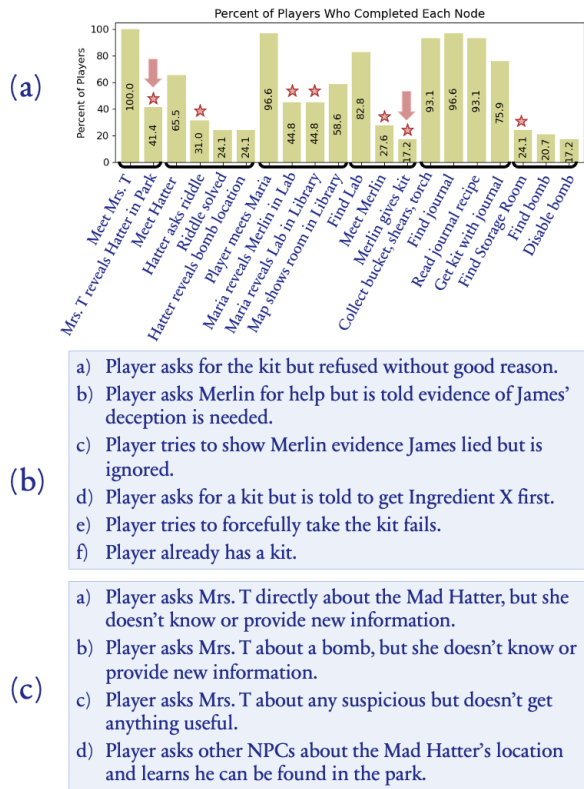 Percent of Players Who Completed Each Node
(a)
Percent of Players
100
80
60
40
20
0
100.0
41.4
65.5
31.0
24.1
24.1
96.6
44.8
44.8
58.6
82.8
27.6
17.2
93.1
96.6
93.1
75.9
24.1
20.7
17.2
Meet Mrs. T
Mrs. T reveals Hatter in Park
Meet Hatter
Hatter asks riddle
Riddle solved
Hatter reveals bomb location
Player meets Maria
Maria reveals Merlin in Lab
Maria reveals Lab in Library
Map shows room in Library
Find Lab
Meet Merlin
Merlin gives kit
Collect bucket, shears, torch
Find journal
Read journal recipe
Get kit with journal
Find Storage Room
Find bomb
Disable bomb
(b)
a) Player asks for the kit but refused without good reason.
b) Player asks Merlin for help but is told evidence of James'
deception is needed.
c) Player tries to show Merlin evidence James lied but is
ignored.
d) Player asks for a kit but is told to get Ingredient X first.
e) Player tries to forcefully take the kit fails.
f) Player already has a kit.
(c)
a) Player asks Mrs. T directly about the Mad Hatter, but she
doesn't know or provide new information.
b) Player asks Mrs. T about a bomb, but she doesn't know or
provide new information.
c) Player asks Mrs. T about any suspicious but doesn't get
anything useful.
d) Player asks other NPCs about the Mad Hatter's location
and learns he can be found in the park.